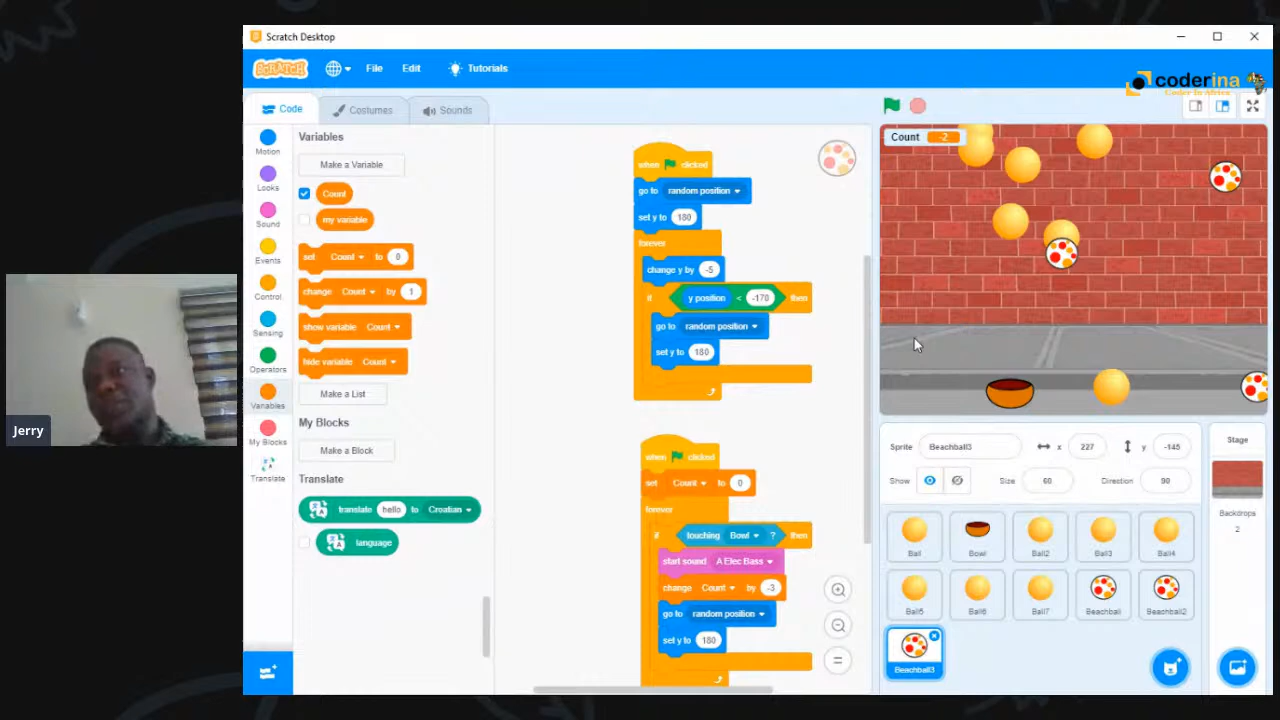 Scratch Desktop
SCRATCH
File
Edit
Tutorials
coderina
Coder In Africa
Code
Costumes
Sounds
Motion
Looks
Sound
Events
Control
Sensing
Operators
Variables
My Blocks
Translate
Variables
Make a Variable
Count
my variable
set Count to 0
change Count by 1
show variable Count
hide variable Count
Make a List
My Blocks
Make a Block
Translate
translate hello to Croatian
language
when clicked
go to random position
set y to 180
forever
change y by -5
if y position < -170 then
go to random position
set y to 180
when clicked
set Count to 0
forever
if touching Bowl ? then
start sound A Elec Bass
change Count by -3
go to random position
set y to 180
Count -2
Sprite Beachball3 x 227 y -145
Show Size 60 Direction 90
Ball
Bowl
Ball2
Ball3
Ball4
Ball5
Ball6
Ball7
Beachball
Beachball2
Beachball3
Stage
Backdrops
2
Jerry